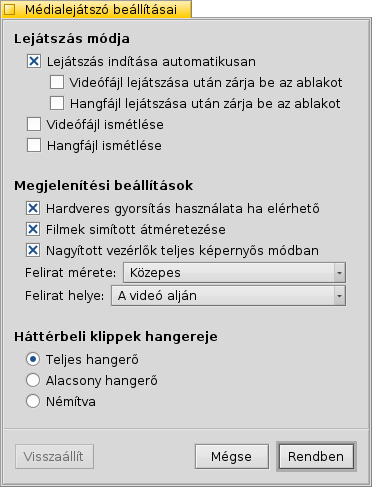 Médialejátszó beállításai
Lejátszás módja
Lejátszás indítása automatikusan
Videófájl lejátszása után zárja be az ablakot
Hangfájl lejátszása után zárja be az ablakot
Videófájl ismétlése
Hangfájl ismétlése
Megjelenítési beállítások
Hardveres gyorsítás használata ha elérhető
Filmek simított átméretezése
Nagyított vezérlők teljes képernyős módban
Felirat mérete: Közepes
Felirat helye: A videó alján
Háttérbeli klippek hangereje
Teljes hangerő
Alacsony hangerő
Némítva
Visszaállít Mégse Rendben